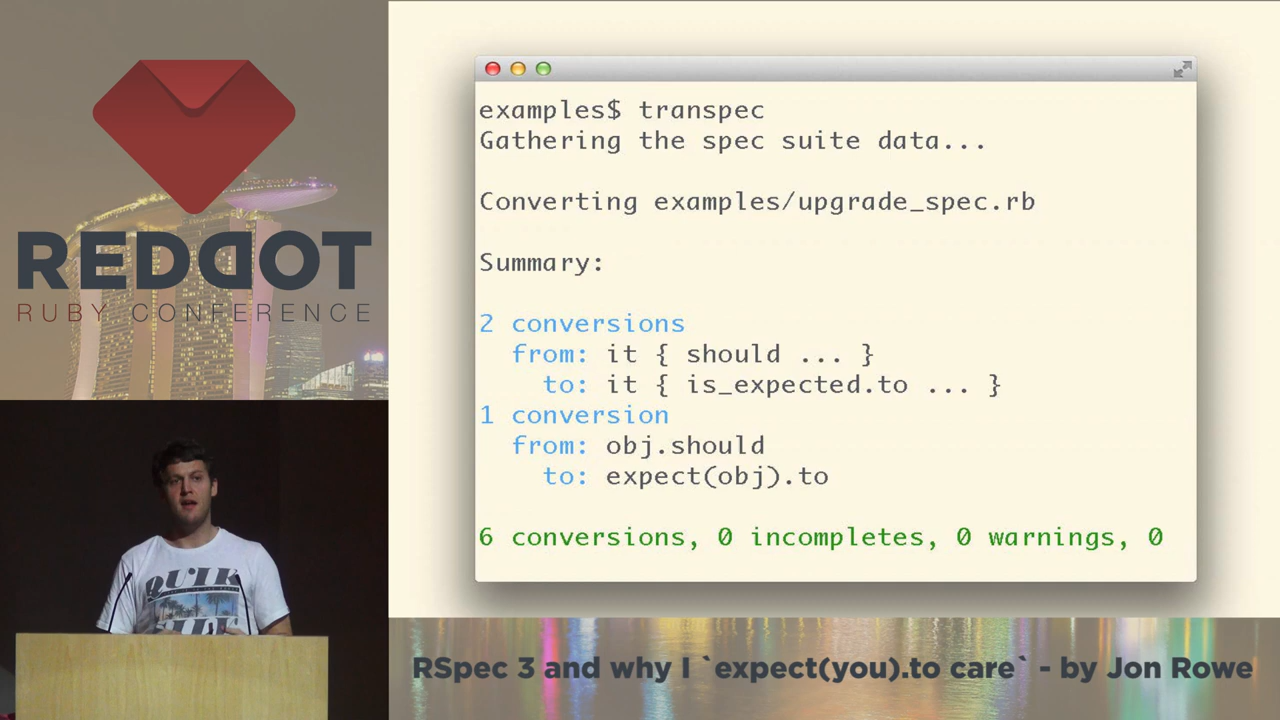 REDDOT
RUBY CONFERENCE
examples$ transpec
Gathering the spec suite data...
Converting examples/upgrade_spec.rb
Summary:
2 conversions
from: it { should ... }
to: it { is_expected.to ... }
1 conversion
from: obj.should
to: expect(obj).to
6 conversions, 0 incompletes, 0 warnings, 0
QUIK
RSpec 3 and why I `expect(you).to care` - by Jon Rowe